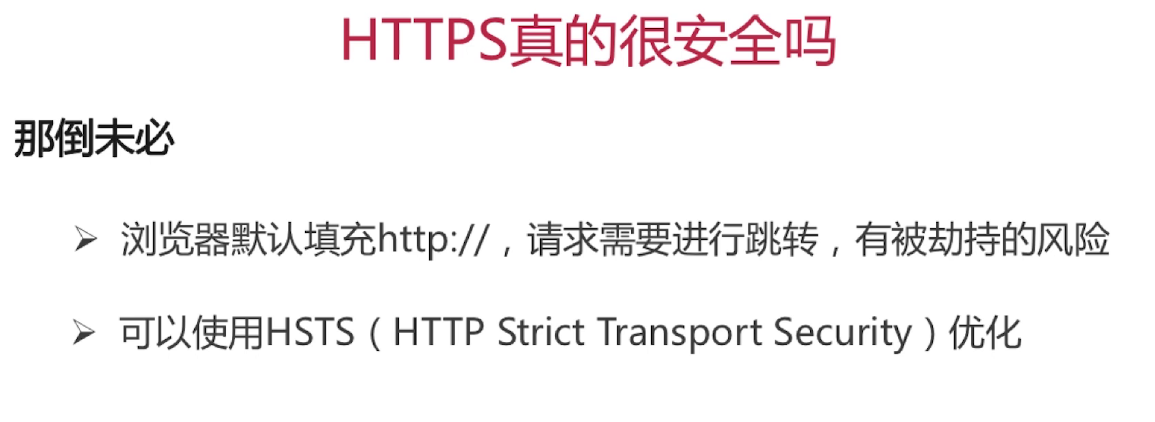 HTTPS真的很安全吗
那倒未必
➢ 浏览器默认填充http://，请求需要进行跳转，有被劫持的风险
➢ 可以使用HSTS（HTTP Strict Transport Security）优化